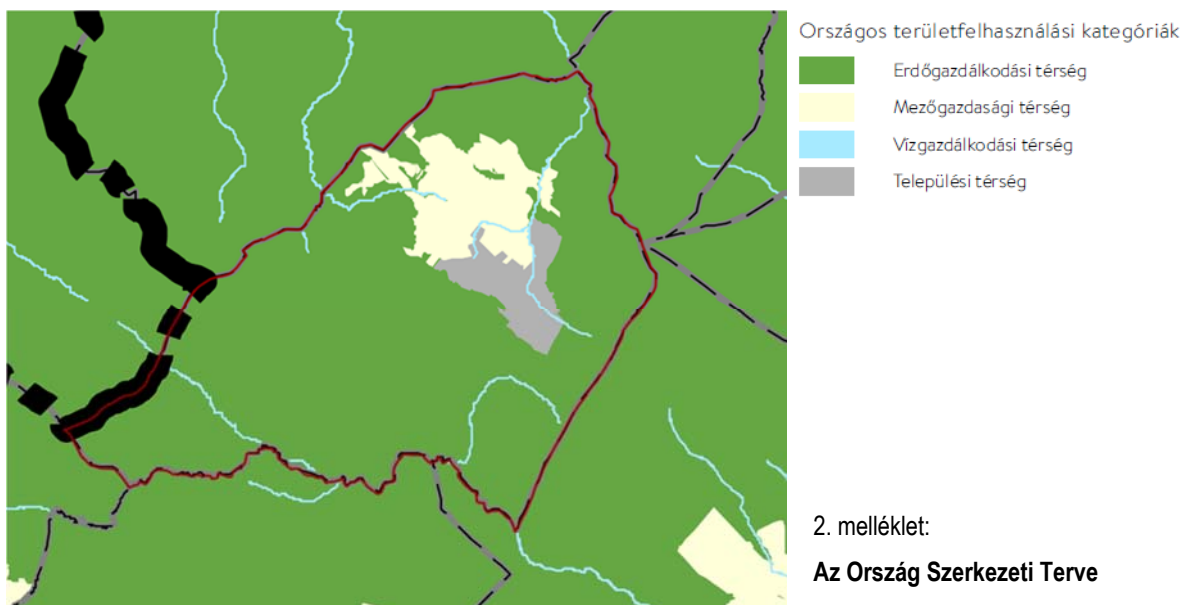 Országos területfelhasználási kategóriák
Erdőgazdálkodási térség
Mezőgazdasági térség
Vízgazdálkodási térség
Települési térség
2. melléklet:
Az Ország Szerkezeti Terve